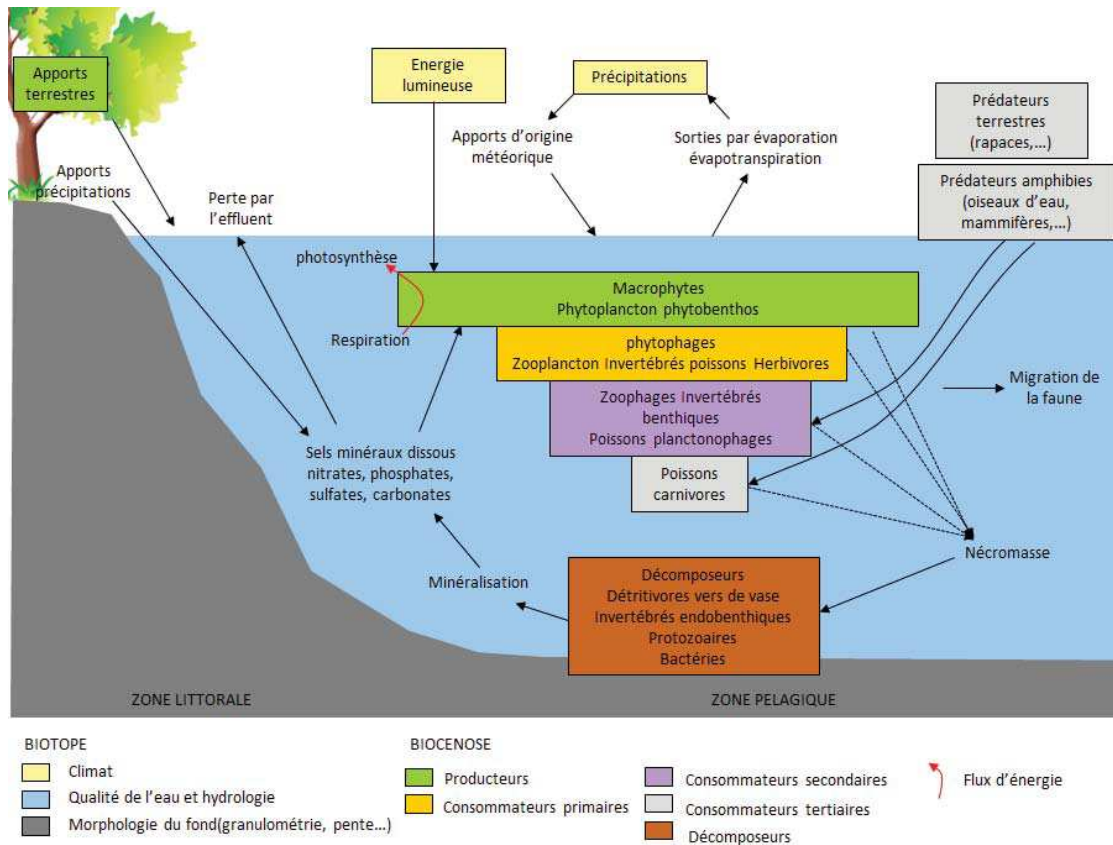 Apports
terrestres
Energie
lumineuse
Précipitations
Prédateurs
terrestres
(rapaces,...)
Apports d'origine
météorique
Sorties par évaporation
évapotranspiration
Apports
précipitations
Perte par
l'effluent
Prédateurs amphibies
(oiseaux d'eau,
mammifères,...)
photosynthèse
Respiration
Macrophytes
Phytoplancton phytobenthos
phytophages
Zooplancton Invertébrés poissons Herbivores
Zoophages Invertébrés
benthiques
Poissons planctonophages
Poissons
carnivores
Migration de
la faune
Sels minéraux dissous
nitrates, phosphates,
sulfates, carbonates
Nécromasse
Minéralisation
Décomposeurs
Détritivores vers de vase
Invertébrés endobenthiques
Protozoaires
Bactéries
ZONE LITTORALE
ZONE PELAGIQUE
BIOTOPE
Climat
Qualité de l'eau et hydrologie
Morphologie du fond(granulométrie, pente...)
BIOCENOSE
Producteurs
Consommateurs primaires
Consommateurs secondaires
Consommateurs tertiaires
Décomposeurs
Flux d'énergie